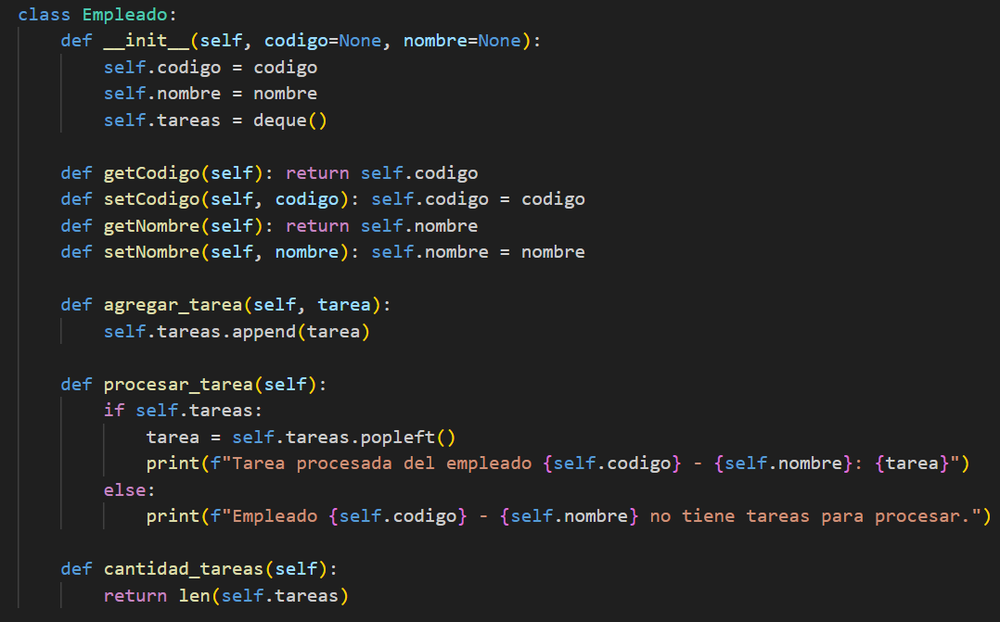 class Empleado:
    def __init__(self, codigo=None, nombre=None):
        self.codigo = codigo
        self.nombre = nombre
        self.tareas = deque()

    def getCodigo(self): return self.codigo
    def setCodigo(self, codigo): self.codigo = codigo
    def getNombre(self): return self.nombre
    def setNombre(self, nombre): self.nombre = nombre

    def agregar_tarea(self, tarea):
        self.tareas.append(tarea)

    def procesar_tarea(self):
        if self.tareas:
            tarea = self.tareas.popleft()
            print(f"Tarea procesada del empleado {self.codigo} - {self.nombre}: {tarea}")
        else:
            print(f"Empleado {self.codigo} - {self.nombre} no tiene tareas para procesar.")

    def cantidad_tareas(self):
        return len(self.tareas)